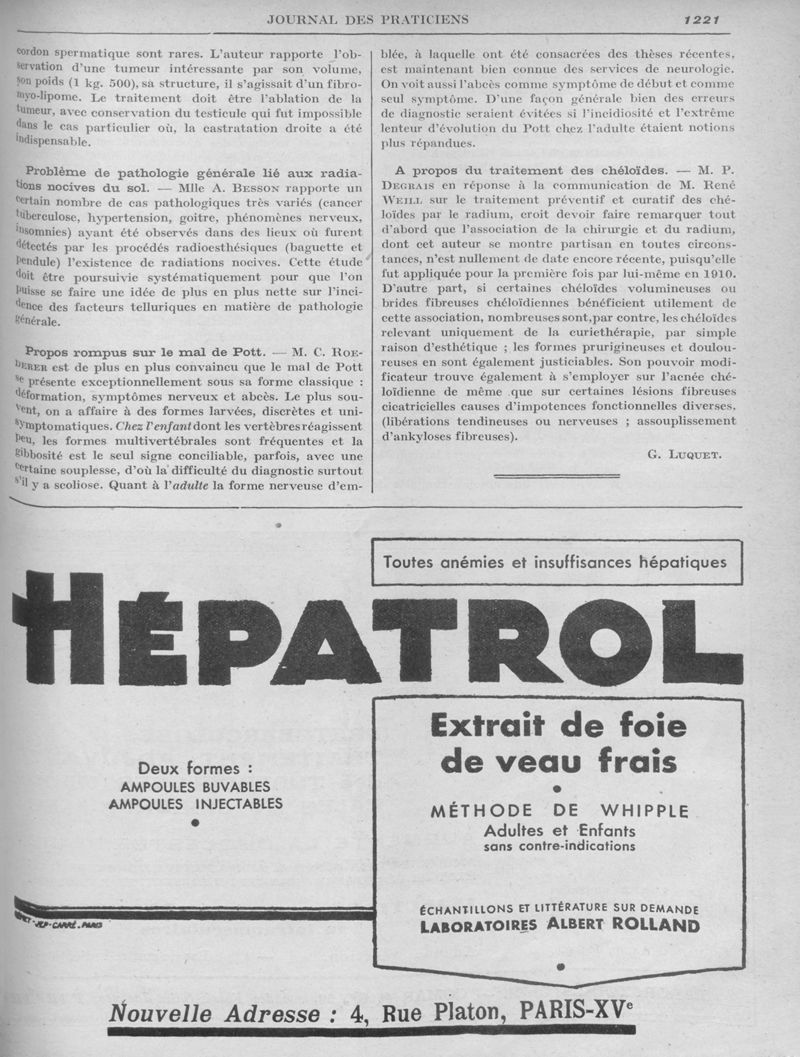 JOURNAL DES PRATICIENS 1221
cordon spermatique sont rares. L'auteur rapporte l'ob-
servation d'une tumeur intéressante par son volume,
son poids (1 kg. 500), sa structure, il s'agissait d'un fibro-
myo-lipome. Le traitement doit être l'ablation de la
tumeur, avec conservation du testicule qui fut impossible
dans le cas particulier où, la castratation droite a été
indispensable.
Problème de pathologie générale lié aux radia-
tions nocives du sol. — Mlle A. BESSON rapporte un
certain nombre de cas pathologiques très variés (cancer
tuberculose, hypertension, goitre, phénomènes nerveux,
insomnies) ayant été observés dans des lieux où furent
détectés par les procédés radioesthésiques (baguette et
pendule) l'existence de radiations nocives. Cette étude
doit être poursuivie systématiquement pour que l'on
puisse se faire une idée de plus en plus nette sur l'inci-
dence des facteurs telluriques en matière de pathologie
générale.
Propos rompus sur le mal de Pott. — M. C. ROE-
DERER est de plus en plus convaincu que le mal de Pott
se présente exceptionnellement sous sa forme classique :
déformation, symptômes nerveux et abcès. Le plus sou-
vent, on a affaire à des formes larvées, discrètes et uni-
symptomatiques. Chez l'enfant dont les vertèbres réagissent
peu, les formes multivertébrales sont fréquentes et la
gibbosité est le seul signe conciliable, parfois, avec une
certaine souplesse, d'où la difficulté du diagnostic surtout
s'il y a scoliose. Quant à l'adulte la forme nerveuse d'em-
blée, à laquelle ont été consacrées des thèses récentes,
est maintenant bien connue des services de neurologie.
On voit aussi l'abcès comme symptôme de début et comme
seul symptôme. D'une façon générale bien des erreurs
de diagnostic seraient évitées si l'incidiosité et l'extrême
lenteur d'évolution du Pott chez l'adulte étaient notions
plus répandues.
A propos du traitement des chéloïdes. — M. P.
DEGRAIS en réponse à la communication de M. René
WEILL sur le traitement préventif et curatif des ché-
loïdes par le radium, croit devoir faire remarquer tout
d'abord que l'association de la chirurgie et du radium,
dont cet auteur se montre partisan en toutes circons-
tances, n'est nullement de date encore récente, puisqu'elle
fut appliquée pour la première fois par lui-même en 1910.
D'autre part, si certaines chéloïdes volumineuses ou
brides fibreuses chéloïdiennes bénéficient utilement de
cette association, nombreuses sont, par contre, les chéloïdes
relevant uniquement de la curiethérapie, par simple
raison d'esthétique ; les formes prurigineuses et doulou-
reuses en sont également justiciables. Son pouvoir modi-
ficateur trouve également à s'employer sur l'acnée ché-
loïdienne de même que sur certaines lésions fibreuses
cicatricielles causes d'impotences fonctionnelles diverses.
(libérations tendineuses ou nerveuses ; assouplissement
d'ankyloses fibreuses).
G. LUQUET.
Toutes anémies et insuffisances hépatiques
HÉPATROL
Deux formes :
AMPOULES BUVABLES
AMPOULES INJECTABLES
Extrait de foie
de veau frais
MÉTHODE DE WHIPPLE
Adultes et Enfants
sans contre-indications
ÉCHANTILLONS ET LITTÉRATURE SUR DEMANDE
LABORATOIRES ALBERT ROLLAND
CARRÉ. PARIS
Nouvelle Adresse : 4, Rue Platon, PARIS-XVe